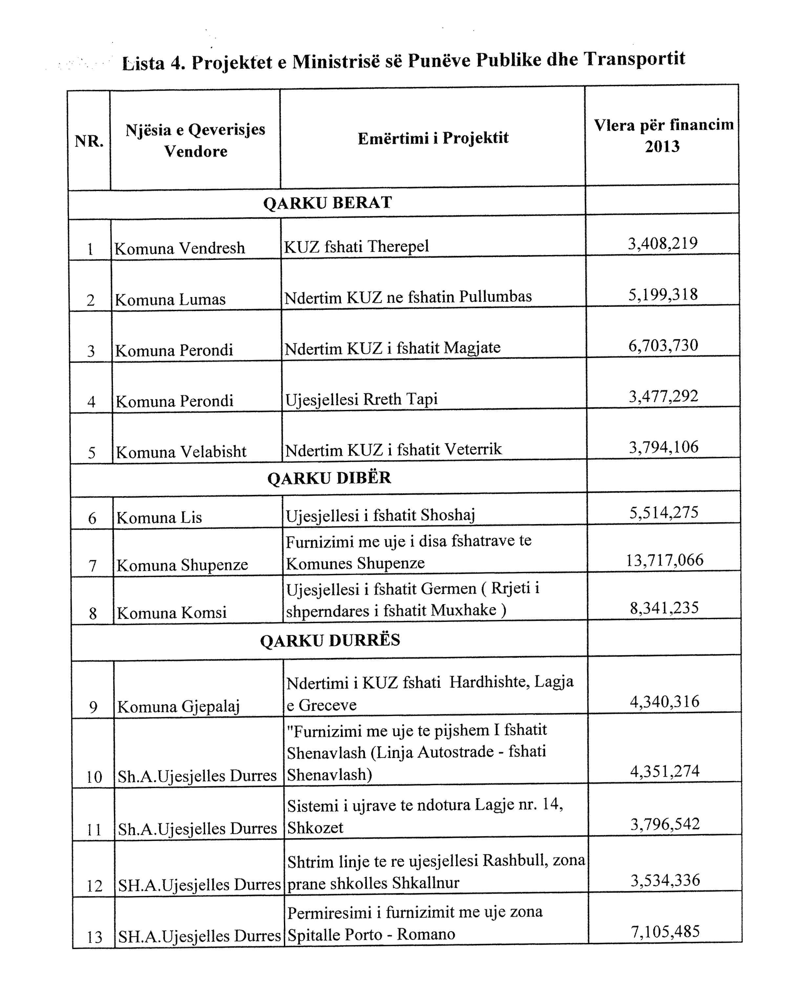 Lista 4. Projektet e Ministrisë së Punëve Publike dhe Transportit
NR.
Njësia e Qeverisjes
Vendore
Emërtimi i Projektit
Vlera për financim
2013
QARKU BERAT
1 Komuna Vendresh KUZ fshati Therepel 3,408,219
2 Komuna Lumas Ndertim KUZ ne fshatin Pullumbas 5,199,318
3 Komuna Perondi Ndertim KUZ i fshatit Magjate 6,703,730
4 Komuna Perondi Ujesjellesi Rreth Tapi 3,477,292
5 Komuna Velabisht Ndertim KUZ i fshatit Veterrik 3,794,106
QARKU DIBËR
6 Komuna Lis Ujesjellesi i fshatit Shoshaj 5,514,275
Furnizimi me uje i disa fshatrave te
7 Komuna Shupenze Komunes Shupenze 13,717,066
Ujesjellesi i fshatit Germen ( Rrjeti i
8 Komuna Komsi shperndares i fshatit Muxhake ) 8,341,235
QARKU DURRËS
Ndertimi i KUZ fshati Hardhishte, Lagja
9 Komuna Gjepalaj e Greceve 4,340,316
"Furnizimi me uje te pijshem I fshatit
Shenavlash (Linja Autostrade - fshati
10 Sh.A.Ujesjelles Durres Shenavlash) 4,351,274
Sistemi i ujrave te ndotura Lagje nr. 14,
11 Sh.A.Ujesjelles Durres Shkozet 3,796,542
Shtrim linje te re ujesjellesi Rashbull, zona
12 SH.A.Ujesjelles Durres prane shkolles Shkallnur 3,534,336
Permiresimi i furnizimit me uje zona
13 SH.A.Ujesjelles Durres Spitalle Porto - Romano 7,105,485